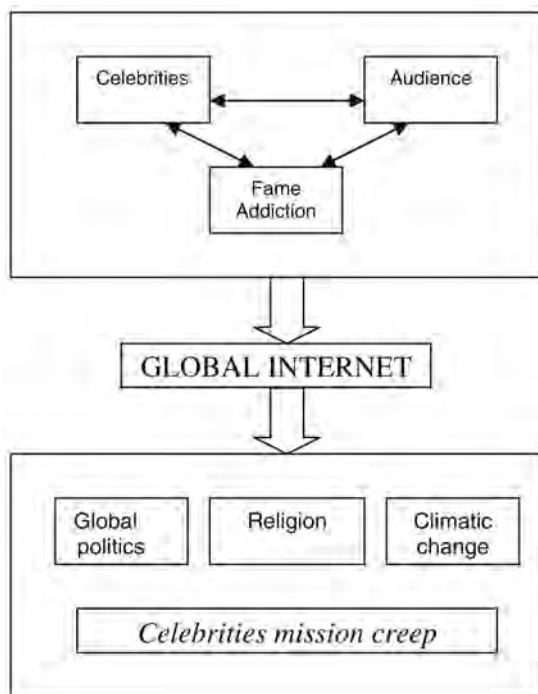 Celebrities
Audience
Fame
Addiction
GLOBAL INTERNET
Global
politics
Religion
Climatic
change
Celebrities mission creep